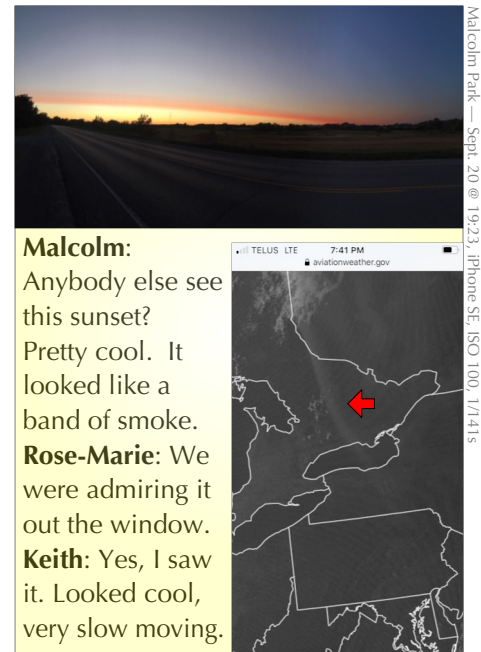 Malcolm Park — Sept. 20 @ 19:23, iPhone SE, ISO 100, 1/141s
Malcolm:
Anybody else see
this sunset?
Pretty cool. It
looked like a
band of smoke.
Rose-Marie: We
were admiring it
out the window.
Keith: Yes, I saw
it. Looked cool,
very slow moving.
TELUS LTE 7:41 PM
aviationweather.gov